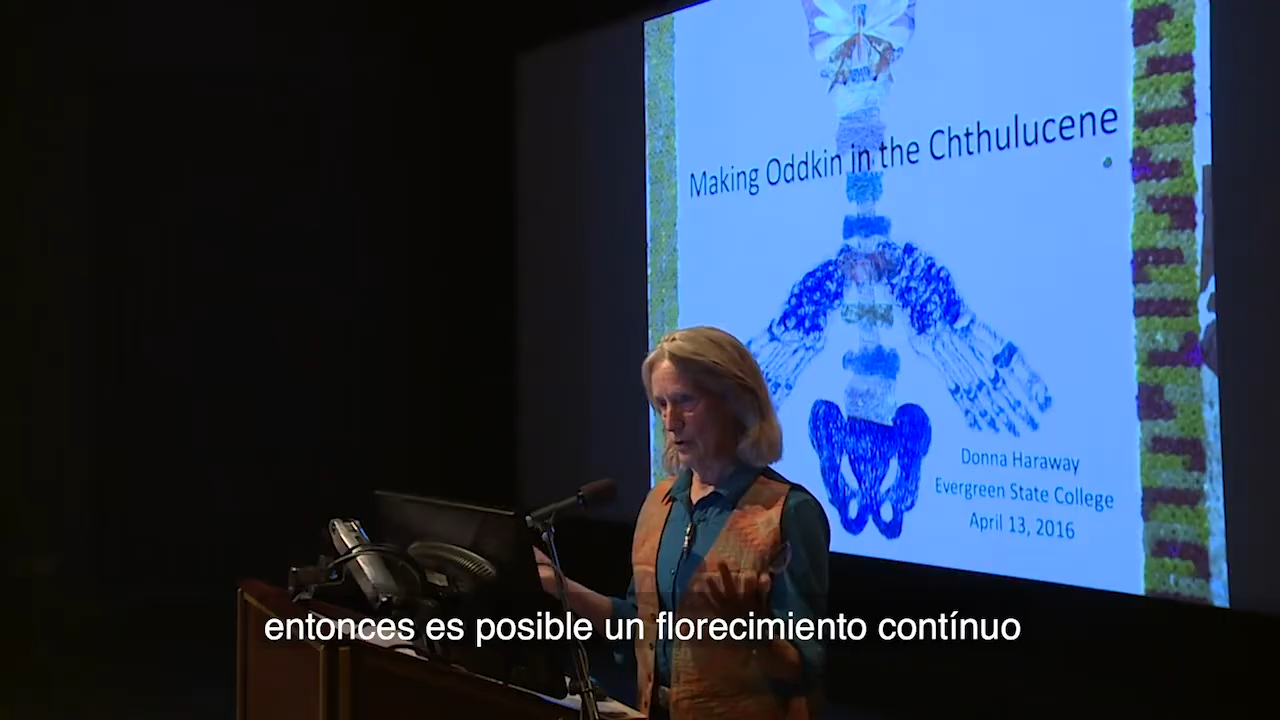 Making Oddkin in the Chthulucene
Donna Haraway
Evergreen State College
April 13, 2016
entonces es posible un florecimiento contínuo